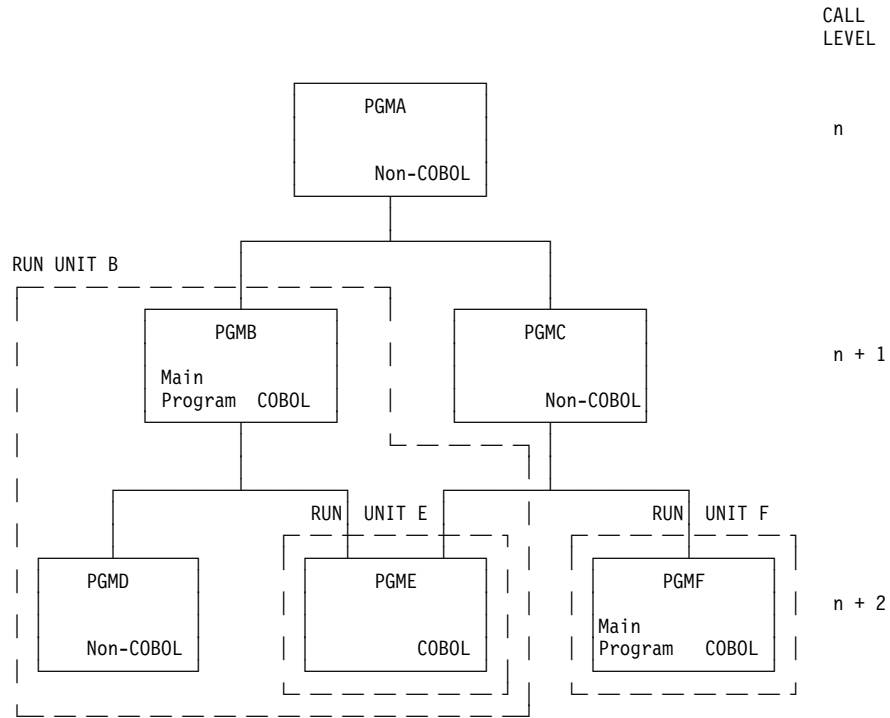 CALL
LEVEL
PGMA
n
Non-COBOL
RUN UNIT B
PGMB
PGMC
n + 1
Main
Program COBOL
Non-COBOL
RUN UNIT E
RUN UNIT F
PGMD
PGME
PGMF
n + 2
Non-COBOL
COBOL
Main
Program COBOL